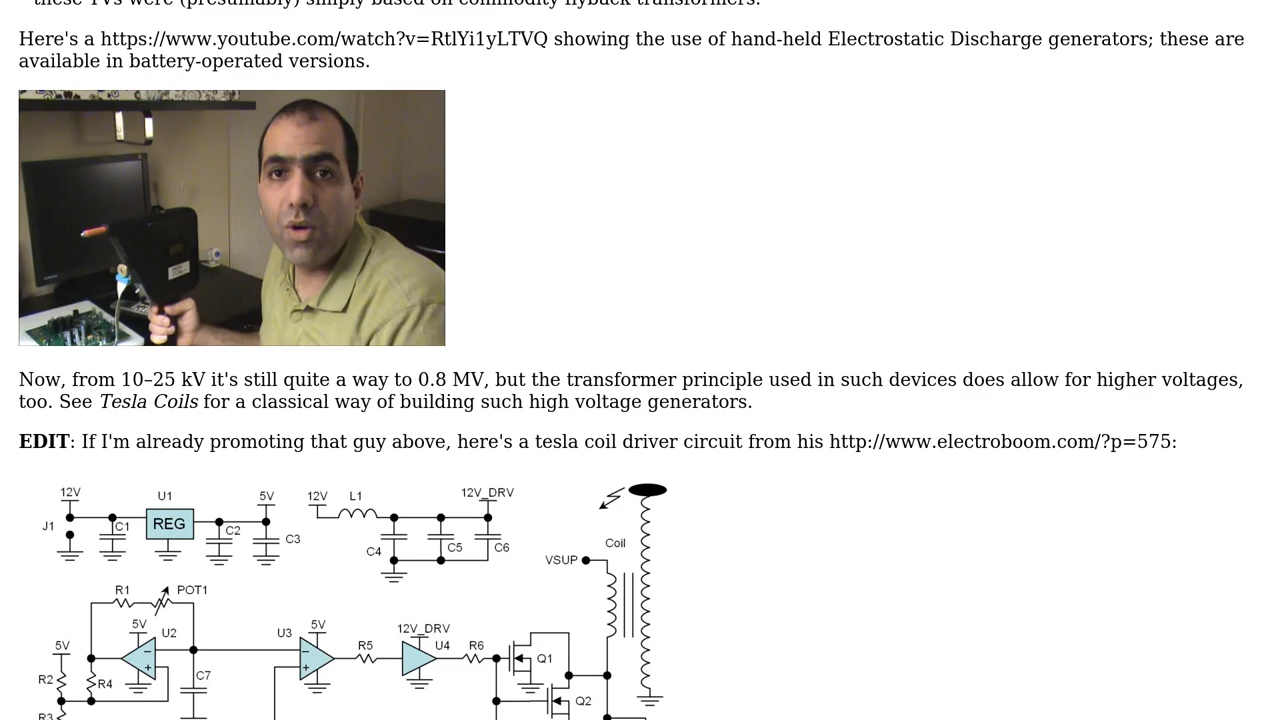 these TVs were (presumably) simply based on commodity flyback transformers.
Here's a https://www.youtube.com/watch?v=RtlYi1yLTVQ showing the use of hand-held Electrostatic Discharge generators; these are
available in battery-operated versions.
Now, from 10–25 kV it's still quite a way to 0.8 MV, but the transformer principle used in such devices does allow for higher voltages,
too. See Tesla Coils for a classical way of building such high voltage generators.
EDIT: If I'm already promoting that guy above, here's a tesla coil driver circuit from his http://www.electroboom.com/?p=575:
12V U1 5V 12V L1 12V_DRV
J1 C1 REG C2 C3 C4 C5 C6
Coil
VSUP
R1 POT1
5V U2 U3 5V 12V_DRV
5V R5 U4 R6 Q1
R2 R4 C7
Q2
R3